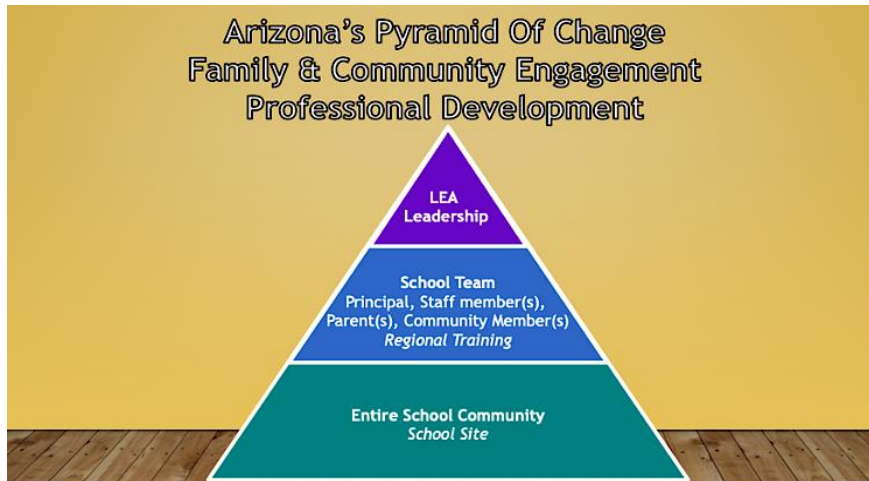 Arizona's Pyramid Of Change
Family & Community Engagement
Professional Development
LEA
Leadership
School Team
Principal, Staff member(s),
Parent(s), Community Member(s)
Regional Training
Entire School Community
School Site